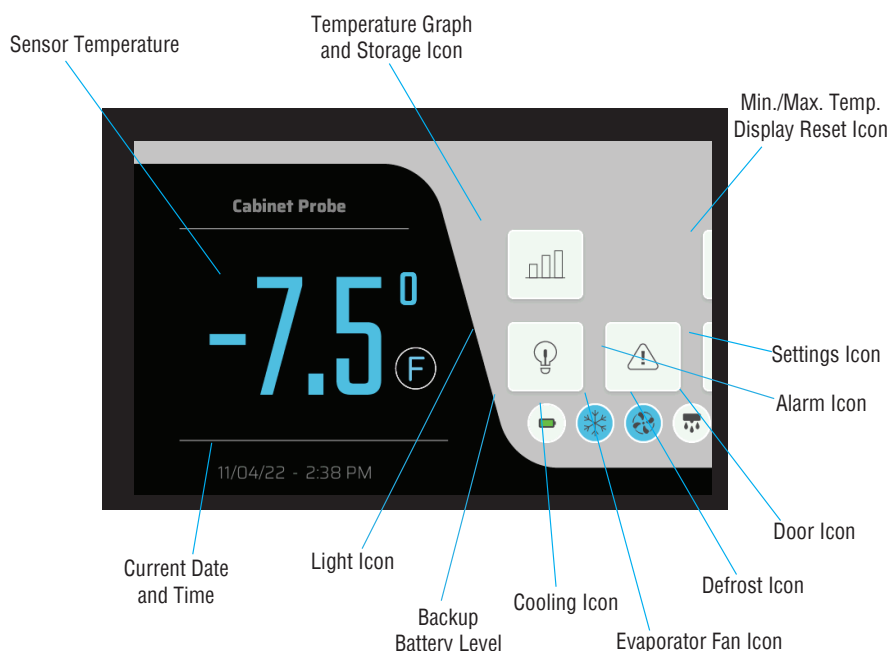 Temperature Graph
and Storage Icon
Sensor Temperature
Min./Max. Temp.
Display Reset Icon
Cabinet Probe
-7.5°
F
Settings Icon
Alarm Icon
11/04/22 - 2:38 PM
Door Icon
Light Icon
Current Date
and Time
Defrost Icon
Cooling Icon
Backup
Battery Level
Evaporator Fan Icon